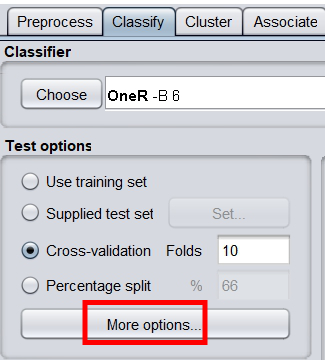 Preprocess Classify Cluster Associate
Classifier
Choose OneR -B 6
Test options
Use training set
Supplied test set Set...
Cross-validation Folds 10
Percentage split % 66
More options...